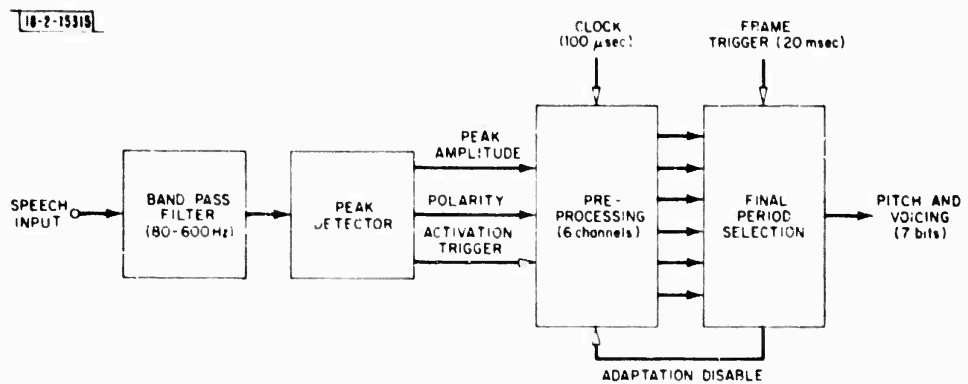 18-2-15315
CLOCK
(100 μsec)
FRAME
TRIGGER (20 msec)
SPEECH
INPUT
BAND PASS
FILTER
(80-600 Hz)
PEAK
DETECTOR
PEAK
AMPLITUDE
POLARITY
ACTIVATION
TRIGGER
PRE-
PROCESSING
(6 channels)
FINAL
PERIOD
SELECTION
PITCH AND
VOICING
(7 bits)
ADAPTATION DISABLE